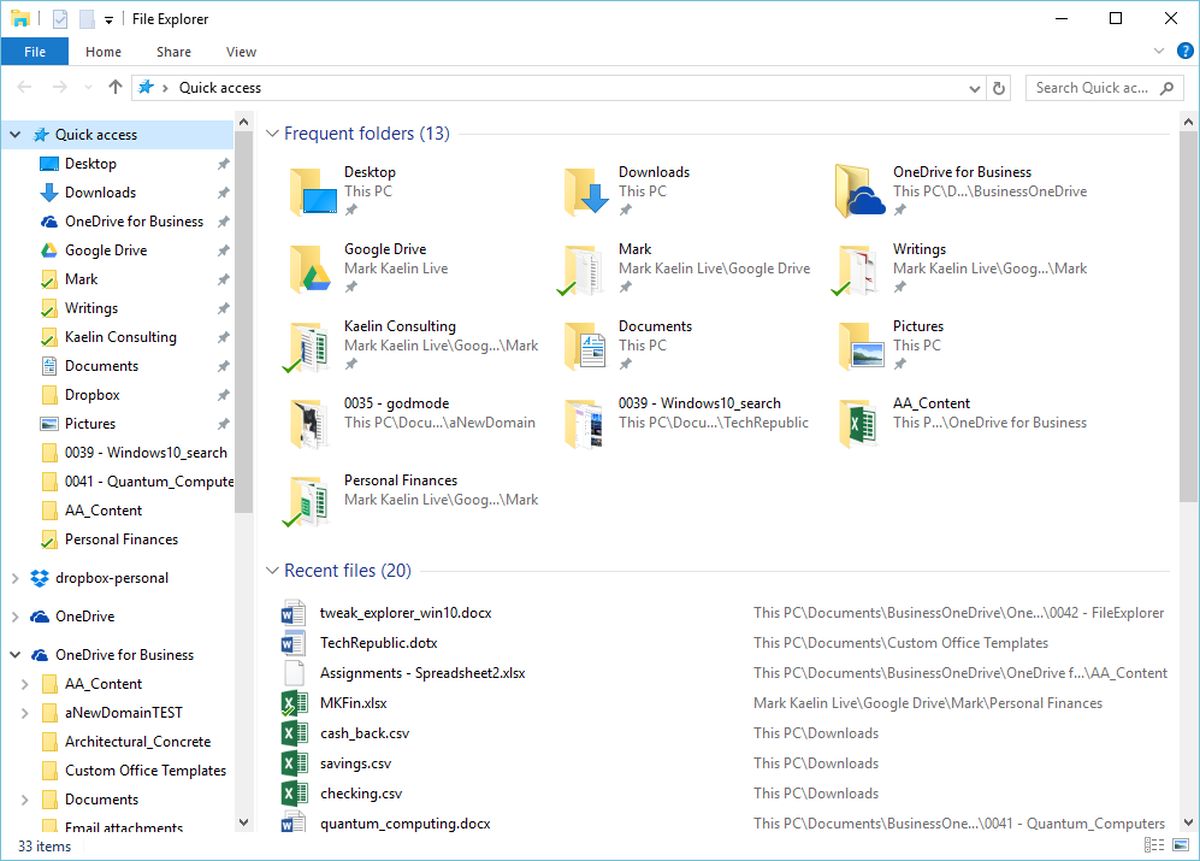 File Explorer
File Home Share View
Quick access
Search Quick ac...
Quick access
Desktop
Downloads
OneDrive for Business
Google Drive
Mark
Writings
Kaelin Consulting
Documents
Dropbox
Pictures
0039 - Windows10_search
0041 - Quantum_Compute
AA_Content
Personal Finances
dropbox-personal
OneDrive
OneDrive for Business
AA_Content
aNewDomainTEST
Architectural_Concrete
Custom Office Templates
Documents
Email attachments
Frequent folders (13)
Desktop
This PC
Downloads
This PC
OneDrive for Business
This PC\D...\BusinessOneDrive
Google Drive
Mark Kaelin Live
Mark
Mark Kaelin Live\Google Drive
Writings
Mark Kaelin Live\Goog...\Mark
Kaelin Consulting
Mark Kaelin Live\Goog...\Mark
Documents
This PC
Pictures
This PC
0035 - godmode
This PC\Docu...\aNewDomain
0039 - Windows10_search
This PC\Docu...\TechRepublic
AA_Content
This P...\OneDrive for Business
Personal Finances
Mark Kaelin Live\Goog...\Mark
Recent files (20)
tweak_explorer_win10.docx This PC\Documents\BusinessOneDrive\One...\0042 - FileExplorer
TechRepublic.dotx This PC\Documents\Custom Office Templates
Assignments - Spreadsheet2.xlsx This PC\Documents\BusinessOneDrive\OneDrive f...\AA_Content
MKFin.xlsx Mark Kaelin Live\Google Drive\Mark\Personal Finances
cash_back.csv This PC\Downloads
savings.csv This PC\Downloads
checking.csv This PC\Downloads
quantum_computing.docx This PC\Documents\BusinessOne...\0041 - Quantum_Computers
33 items